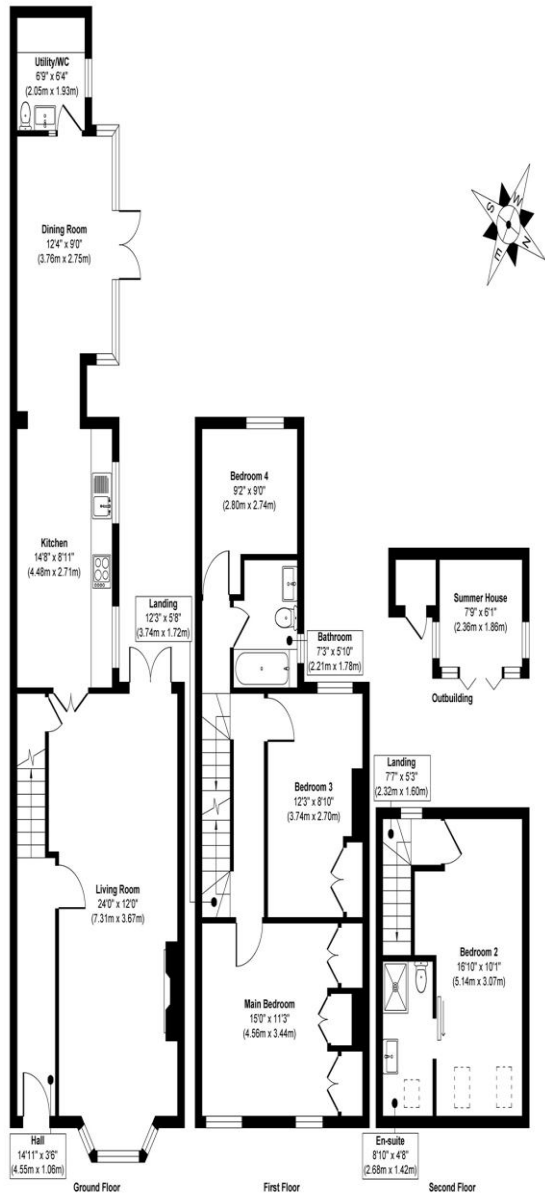 Utility/WC
6'9" x 6'4"
(2.05m x 1.93m)
Dining Room
12'4" x 9'0"
(3.76m x 2.75m)
S
W
E
N
Kitchen
14'8" x 8'11"
(4.48m x 2.71m)
Landing
12'3" x 5'8"
(3.74m x 1.72m)
Living Room
24'0" x 12'0"
(7.31m x 3.67m)
Hall
14'11" x 3'6"
(4.55m x 1.06m)
Ground Floor
Bedroom 4
9'2" x 9'0"
(2.80m x 2.74m)
Bathroom
7'3" x 5'10"
(2.21m x 1.78m)
Bedroom 3
12'3" x 8'10"
(3.74m x 2.70m)
Main Bedroom
15'0" x 11'3"
(4.56m x 3.44m)
First Floor
Summer House
7'9" x 6'1"
(2.36m x 1.86m)
Outbuilding
Landing
7'7" x 5'3"
(2.32m x 1.60m)
Bedroom 2
16'10" x 10'1"
(5.14m x 3.07m)
En-suite
8'10" x 4'8"
(2.68m x 1.42m)
Second Floor